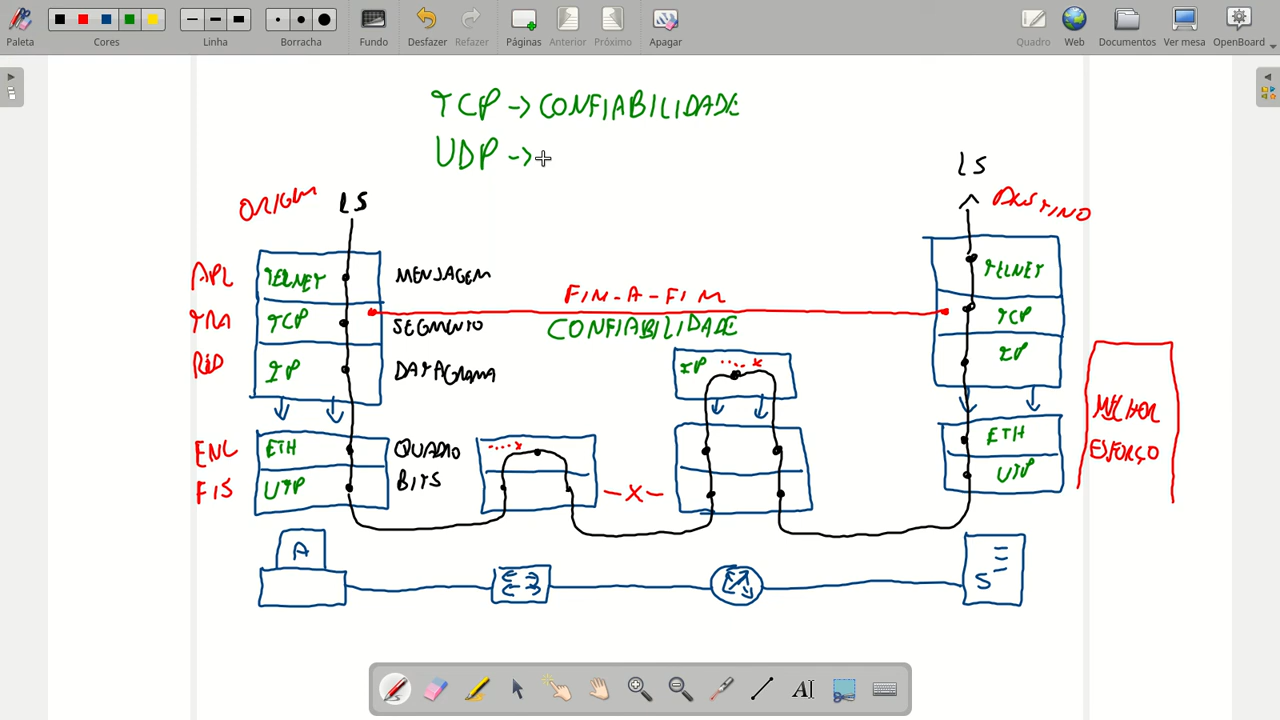 Paleta Cores Linha Borracha Fundo Desfazer Refazer Páginas Anterior Próximo Apagar Quadro Web Documentos Ver mesa OpenBoard
TCP -> CONFIABILIDADE
UDP ->
ORIGEM LS
LS
DESTINO
APL TELNET MENSAGEM
TELNET
FIM-A-FIM
TRA TCP SEGMENTO
CONFIABILIDADE
TCP
RED IP DATAGRAMA
IP
IP
MELHOR
ESFORÇO
ENL ETH QUADRO
ETH
FIS UTP BITS
-X-
UTP
A
S
AI